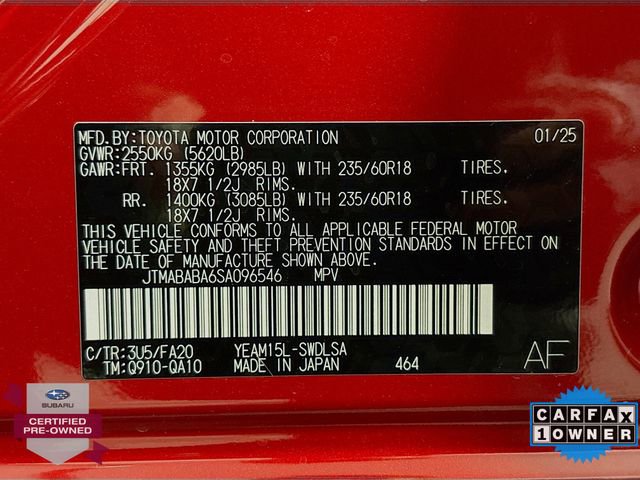 MFD.BY:TOYOTA MOTOR CORPORATION 01/25
GVWR:2550KG (5620LB)
GAWR:FRT. 1355KG (2985LB) WITH 235/60R18 TIRES.
18X7 1/2J RIMS.
RR. 1400KG (3085LB) WITH 235/60R18 TIRES.
18X7 1/2J RIMS.
THIS VEHICLE CONFORMS TO ALL APPLICABLE FEDERAL MOTOR
VEHICLE SAFETY AND THEFT PREVENTION STANDARDS IN EFFECT ON
THE DATE OF MANUFACTURE SHOWN ABOVE.
JTMABABA6SA096546 MPV
C/TR:3U5/FA20 YEAM15L-SWDLSA
TM:Q910-QA10 MADE IN JAPAN 464 AF
SUBARU
CERTIFIED
PRE-OWNED
CARFAX
1 OWNER